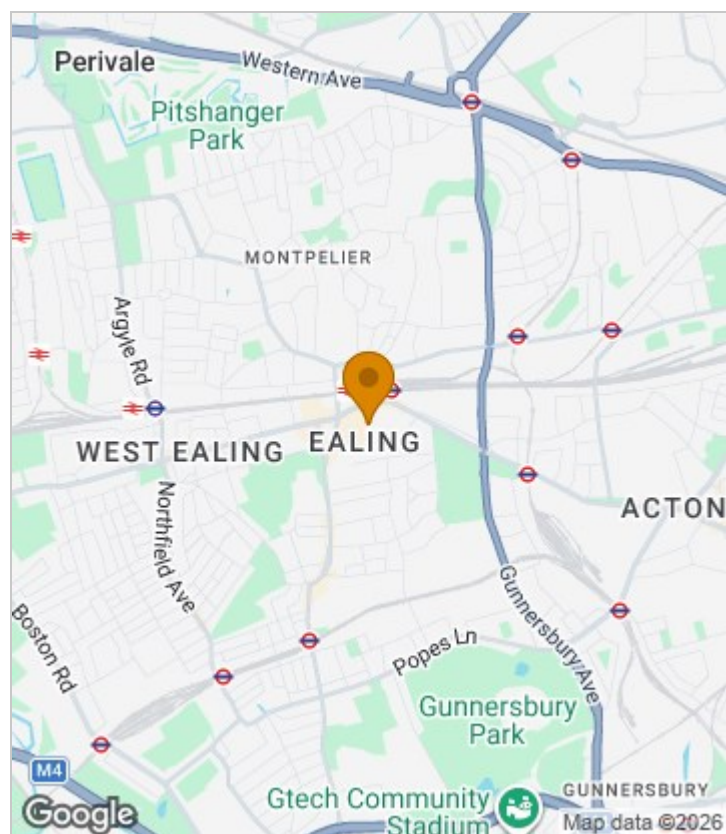 Perivale
Western Ave
Pitshanger
Park
MONTPELIER
Argyle Rd
WEST EALING
EALING
ACTON
Northfield Ave
Gunnersbury Ave
Boston Rd
Popes Ln
Gunnersbury
Park
M4
Gtech Community
Stadium
GUNNERSBURY
Google
Map data ©2026